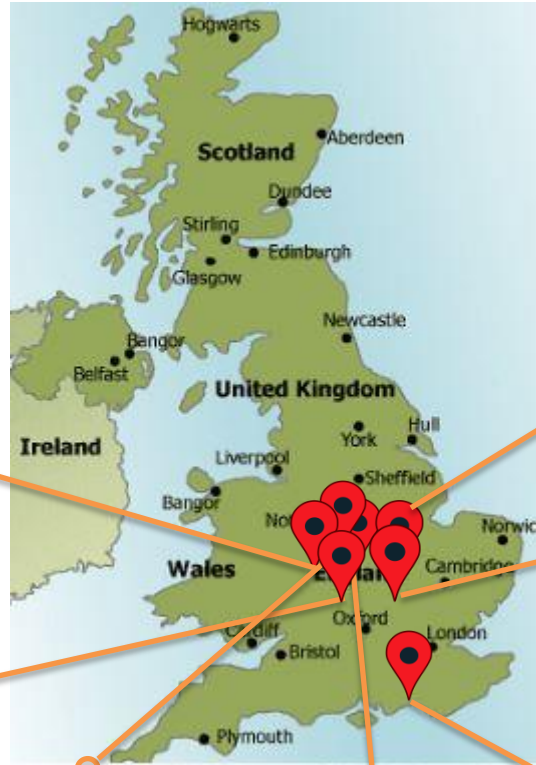 Hogwarts
Aberdeen
Scotland
Dundee
Stirling
Edinburgh
Glasgow
Newcastle
Bangor
Belfast
United Kingdom
Ireland
York
Hull
Liverpool
Sheffield
Bangor
Norwic
Wales
Cambridge
Oxford
Cardiff
London
Bristol
Plymouth